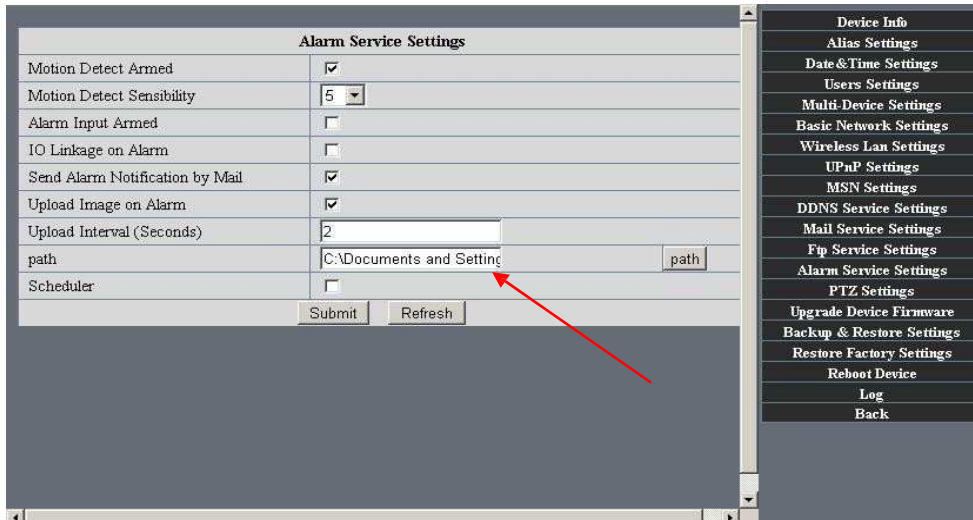 Alarm Service Settings
Motion Detect Armed
Motion Detect Sensibility 5
Alarm Input Armed
IO Linkage on Alarm
Send Alarm Notification by Mail
Upload Image on Alarm
Upload Interval (Seconds) 2
path C:\Documents and Setting path
Scheduler
Submit Refresh
Device Info
Alias Settings
Date&Time Settings
Users Settings
Multi-Device Settings
Basic Network Settings
Wireless Lan Settings
UPnP Settings
MSN Settings
DDNS Service Settings
Mail Service Settings
Ftp Service Settings
Alarm Service Settings
PTZ Settings
Upgrade Device Firmware
Backup & Restore Settings
Restore Factory Settings
Reboot Device
Log
Back